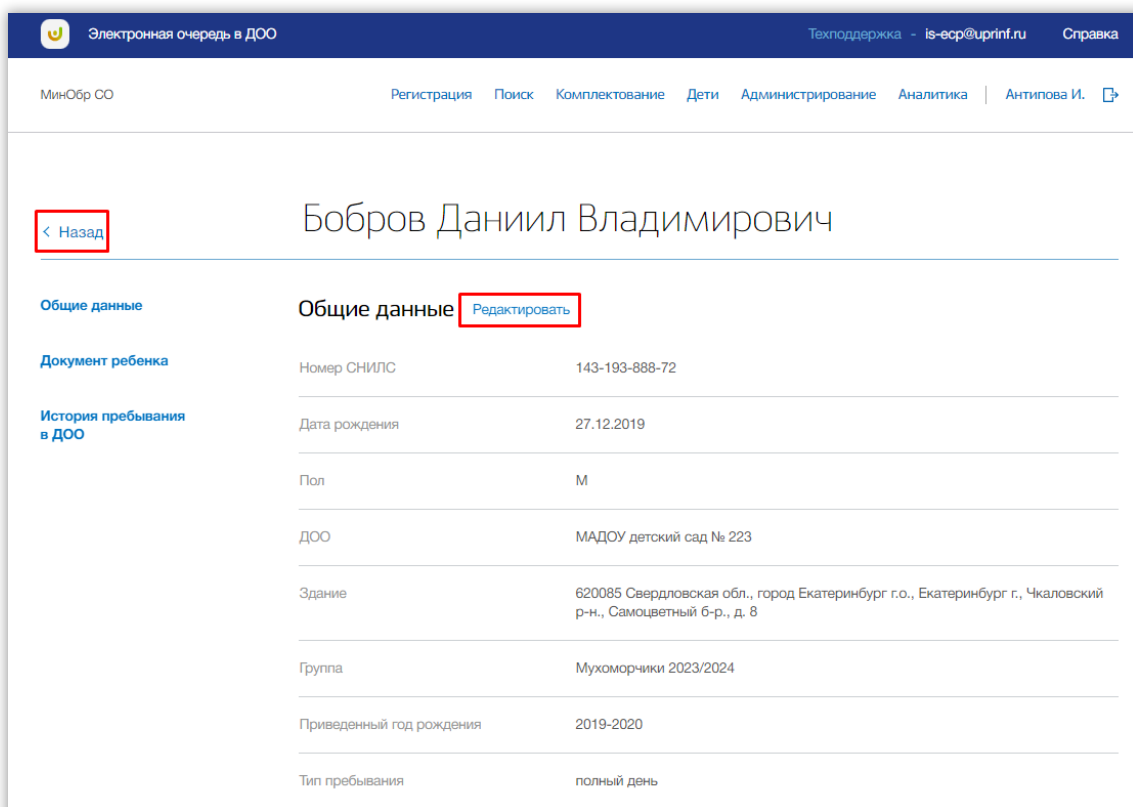 Электронная очередь в ДОО
Техподдержка - is-ecp@uprinf.ru Справка
МинОбр СО
Регистрация Поиск Комплектование Дети Администрирование Аналитика Антипова И.
< Назад
Бобров Даниил Владимирович
Общие данные
Документ ребенка
История пребывания
в ДОО
Общие данные Редактировать
Номер СНИЛС 143-193-888-72
Дата рождения 27.12.2019
Пол М
ДОО МАДОУ детский сад № 223
Здание 620085 Свердловская обл., город Екатеринбург г.о., Екатеринбург г., Чкаловский
р-н., Самоцветный б-р., д. 8
Группа Мухоморчики 2023/2024
Приведенный год рождения 2019-2020
Тип пребывания полный день